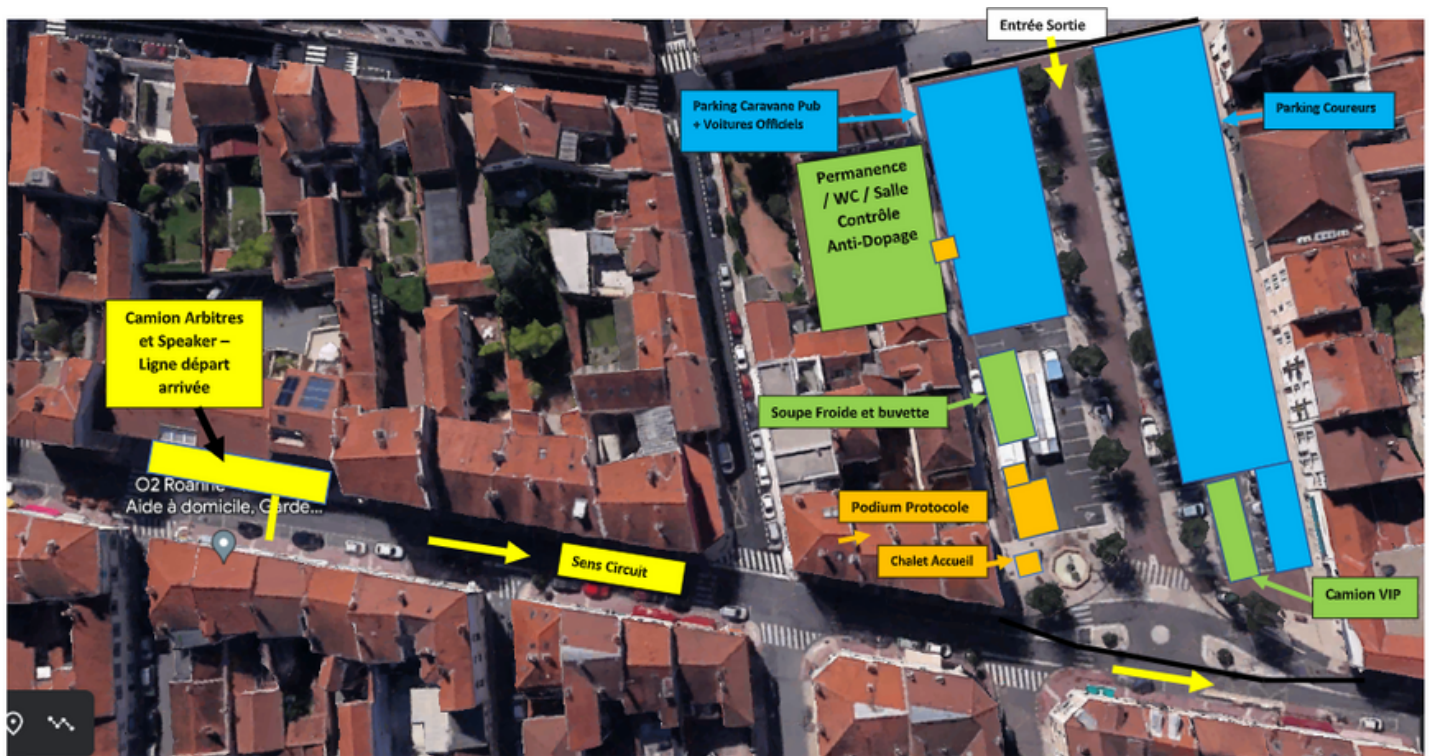 Entrée Sortie
Parking Caravane Pub
+ Voitures Officiels
Parking Coureurs
Permanence
/ WC / Salle
Contrôle
Anti-Dopage
Camion Arbitres
et Speaker –
Ligne départ
arrivée
Soupe Froide et buvette
O2 Roanne
Aide à domicile, Garde...
Podium Protocole
Sens Circuit
Chalet Accueil
Camion VIP